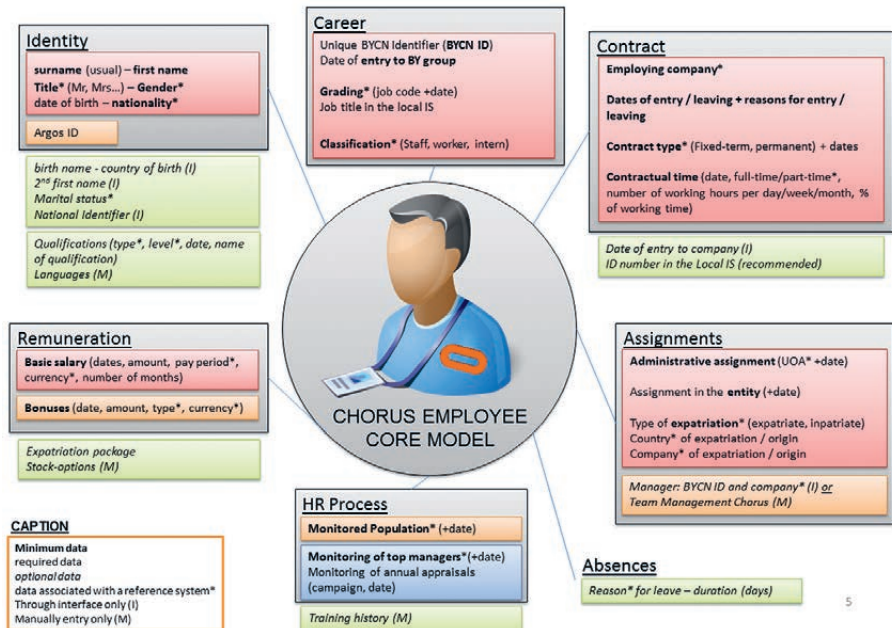 Identity
surname (usual) – first name
Title* (Mr, Mrs...) – Gender*
date of birth – nationality*
Argos ID
birth name - country of birth (I)
2nd first name (I)
Marital status*
National Identifier (I)
Qualifications (type*, level*, date, name
of qualification)
Languages (M)
Career
Unique BYCN Identifier (BYCN ID)
Date of entry to BY group
Grading* (job code +date)
Job title in the local IS
Classification* (Staff, worker, intern)
Contract
Employing company*
Dates of entry / leaving + reasons for entry /
leaving
Contract type* (Fixed-term, permanent) + dates
Contractual time (date, full-time/part-time*,
number of working hours per day/week/month, %
of working time)
Date of entry to company (I)
ID number in the Local IS (recommended)
Remuneration
Basic salary (dates, amount, pay period*,
currency*, number of months)
Bonuses (date, amount, type*, currency*)
Expatriation package
Stock-options (M)
CHORUS EMPLOYEE
CORE MODEL
Assignments
Administrative assignment (UOA* +date)
Assignment in the entity (+date)
Type of expatriation* (expatriate, inpatriate)
Country* of expatriation / origin
Company* of expatriation / origin
Manager: BYCN ID and company* (I) or
Team Management Chorus (M)
HR Process
Monitored Population* (+date)
Monitoring of top managers*(+date)
Monitoring of annual appraisals
(campaign, date)
Training history (M)
Absences
Reason* for leave – duration (days)
CAPTION
Minimum data
required data
optional data
data associated with a reference system*
Through interface only (I)
Manually entry only (M)
5